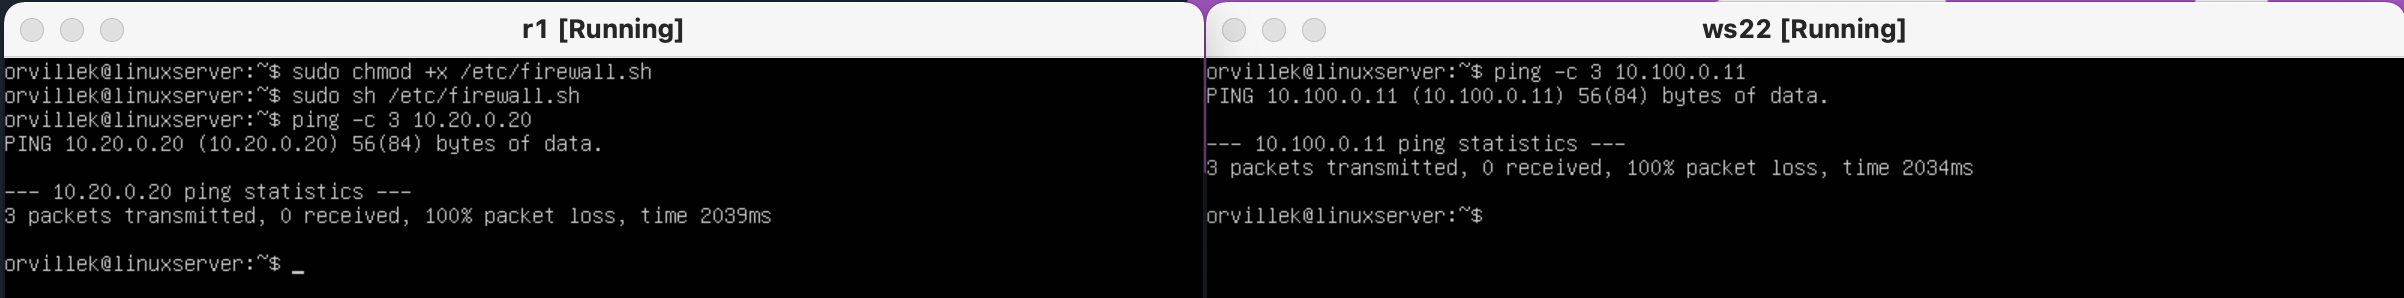 r1 [Running]
orvillek@linuxserver:~$ sudo chmod +x /etc/firewall.sh
orvillek@linuxserver:~$ sudo sh /etc/firewall.sh
orvillek@linuxserver:~$ ping -c 3 10.20.0.20
PING 10.20.0.20 (10.20.0.20) 56(84) bytes of data.
--- 10.20.0.20 ping statistics ---
3 packets transmitted, 0 received, 100% packet loss, time 2039ms
orvillek@linuxserver:~$ _
ws22 [Running]
orvillek@linuxserver:~$ ping -c 3 10.100.0.11
PING 10.100.0.11 (10.100.0.11) 56(84) bytes of data.
--- 10.100.0.11 ping statistics ---
3 packets transmitted, 0 received, 100% packet loss, time 2034ms
orvillek@linuxserver:~$